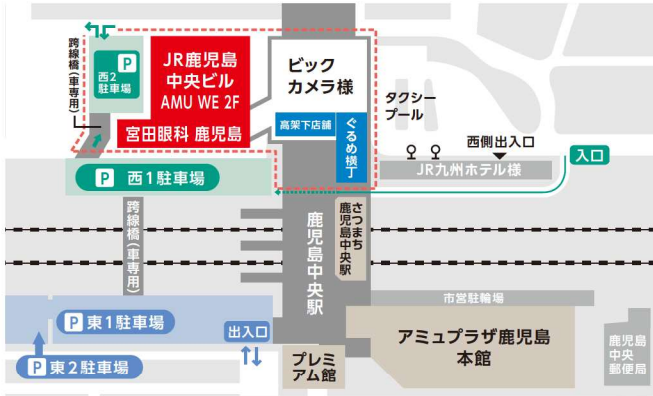 跨線橋(車専用)
P
西2
駐車場
JR鹿児島
中央ビル
AMU WE 2F
宮田眼科 鹿児島
ビック
カメラ様
高架下店舗
ぐるめ横丁
タクシー
プール
西側出入口
JR九州ホテル様
入口
P 西1駐車場
跨線橋(車専用)
鹿児島中央駅
さつまち
鹿児島中央駅
市営駐輪場
P 東1駐車場
出入口
P 東2駐車場
プレミ
アム館
アミュプラザ鹿児島
本館
鹿児島
中央
郵便局